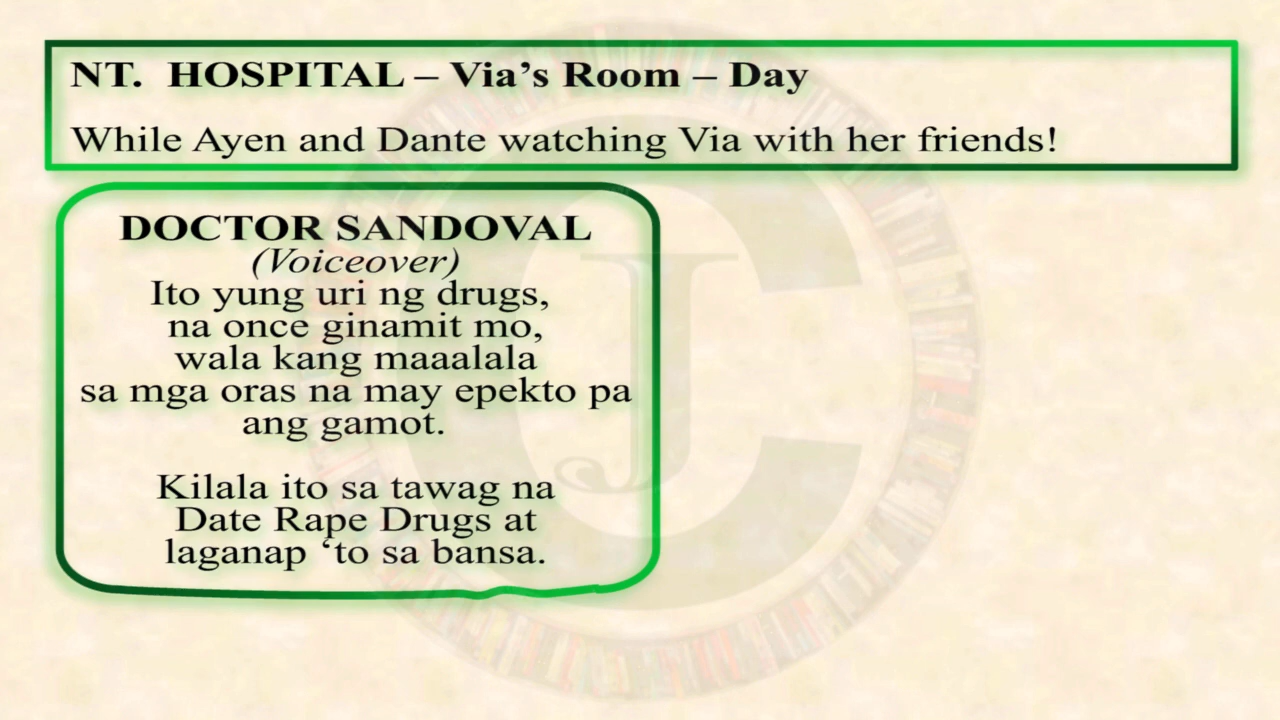 NT. HOSPITAL – Via’s Room – Day
While Ayen and Dante watching Via with her friends!
DOCTOR SANDOVAL
(Voiceover)
Ito yung uri ng drugs,
na once ginamit mo,
wala kang maaalala
sa mga oras na may epekto pa
ang gamot.
Kilala ito sa tawag na
Date Rape Drugs at
laganap ‘to sa bansa.
JC